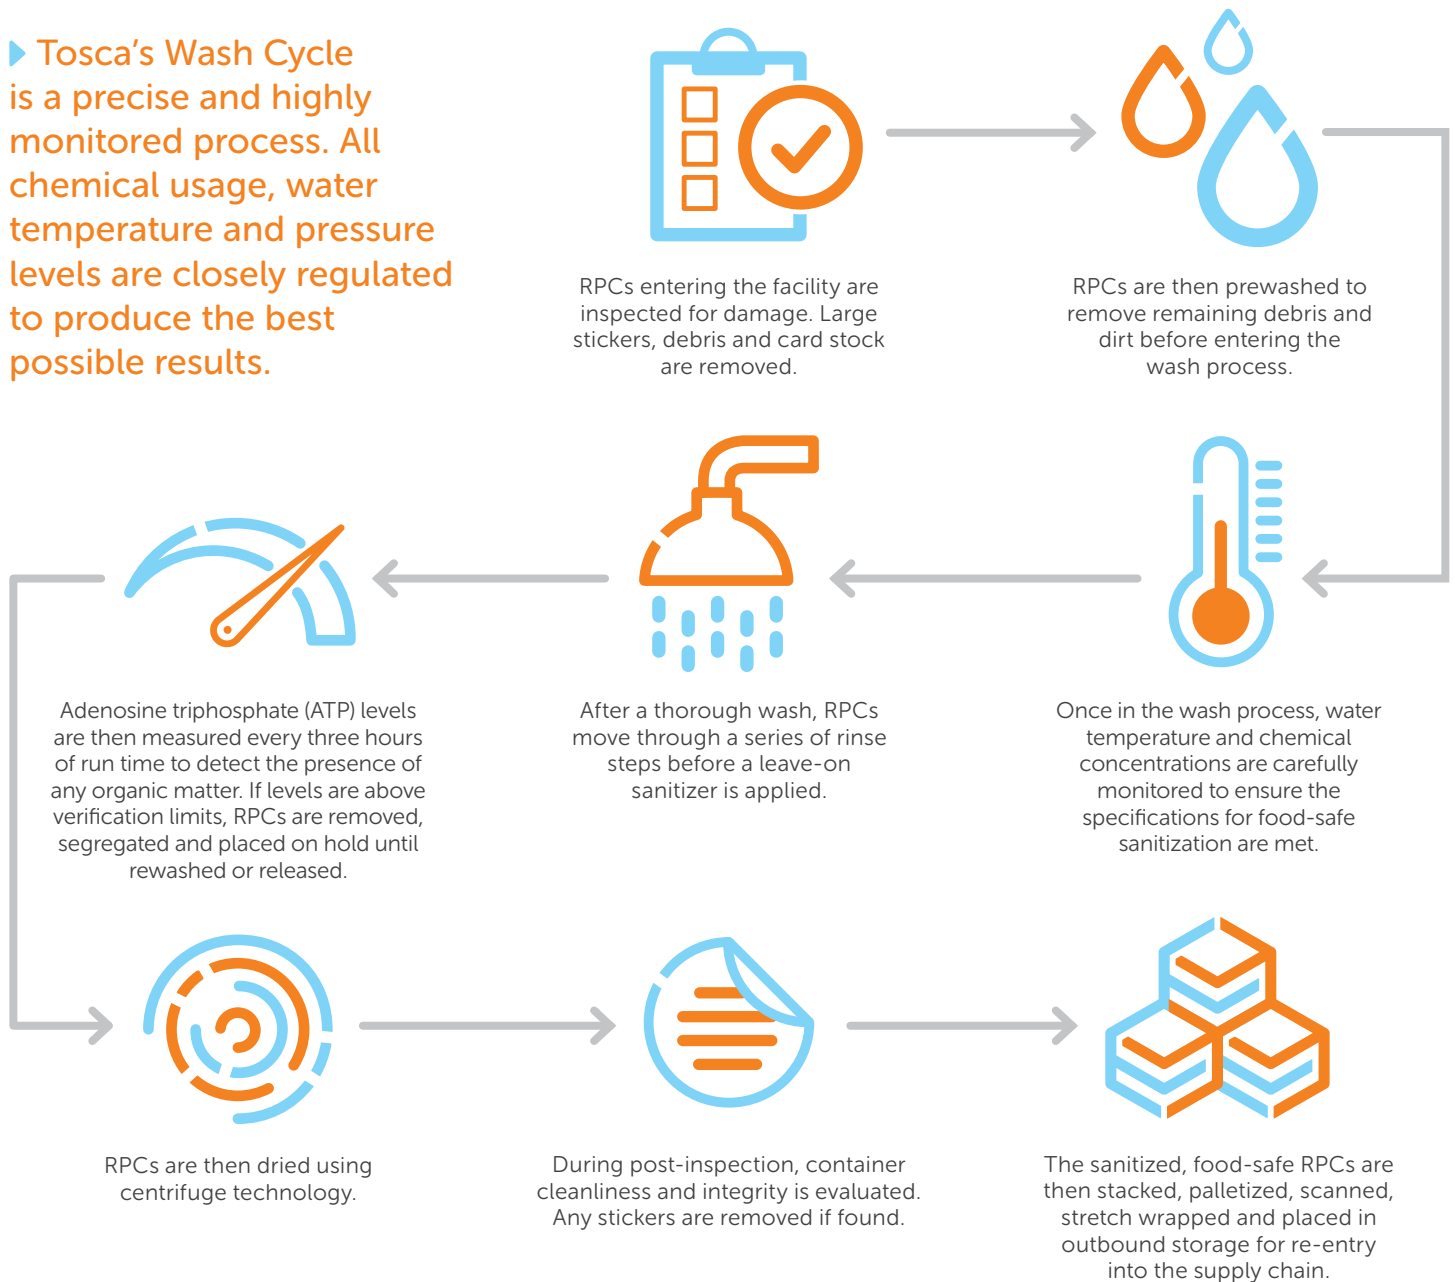 Tosca’s Wash Cycle
is a precise and highly
monitored process. All
chemical usage, water
temperature and pressure
levels are closely regulated
to produce the best
possible results.
RPCs entering the facility are
inspected for damage. Large
stickers, debris and card stock
are removed.
RPCs are then prewashed to
remove remaining debris and
dirt before entering the
wash process.
Once in the wash process, water
temperature and chemical
concentrations are carefully
monitored to ensure the
specifications for food-safe
sanitization are met.
After a thorough wash, RPCs
move through a series of rinse
steps before a leave-on
sanitizer is applied.
Adenosine triphosphate (ATP) levels
are then measured every three hours
of run time to detect the presence of
any organic matter. If levels are above
verification limits, RPCs are removed,
segregated and placed on hold until
rewashed or released.
RPCs are then dried using
centrifuge technology.
During post-inspection, container
cleanliness and integrity is evaluated.
Any stickers are removed if found.
The sanitized, food-safe RPCs are
then stacked, palletized, scanned,
stretch wrapped and placed in
outbound storage for re-entry
into the supply chain.